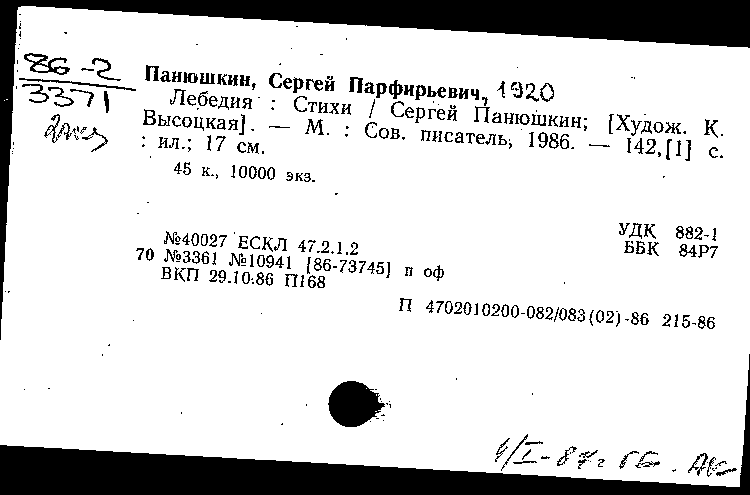 86-2
3371
2экз
Панюшкин, Сергей Парфирьевич, 1920
Лебедия : Стихи / Сергей Панюшкин; [Худож. К.
Высоцкая]. — М. : Сов. писатель, 1986. — 142,[1] с.
: ил.; 17 см.
45 к., 10000 экз.
УДК 882-1
ББК 84Р7
№40027 ЕСКЛ 47.2.1.2
70 №3361 №10941 [86-73745] п оф
ВКП 29.10.86 П168
П 4702010200-082/083(02)-86 215-86